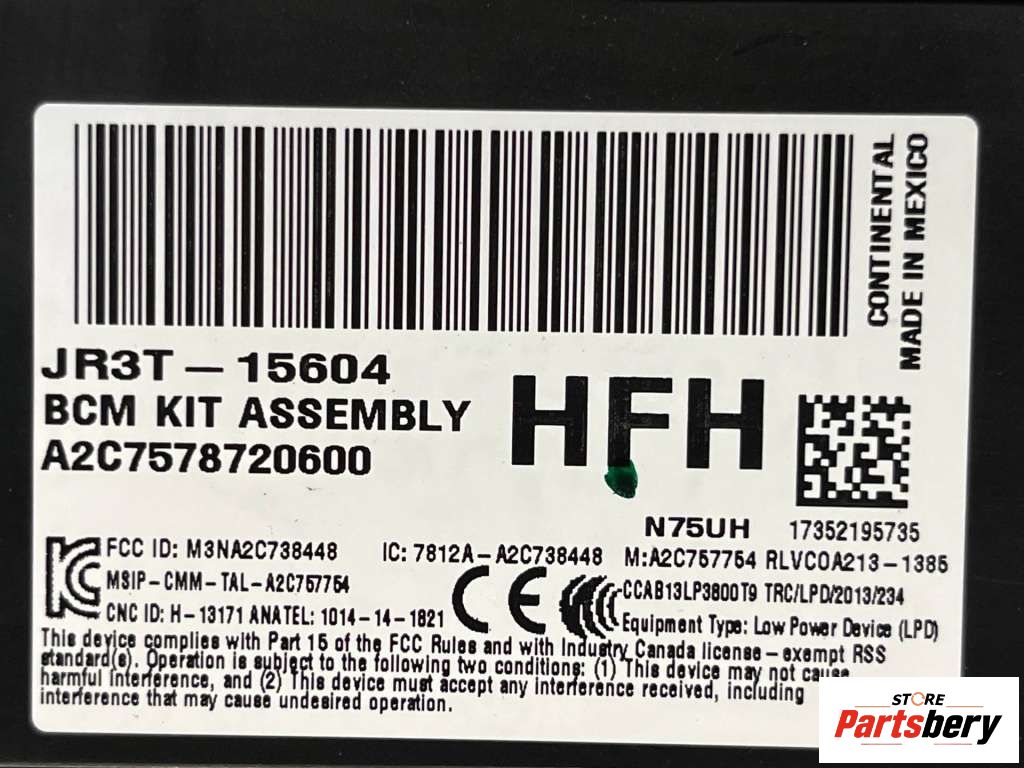 CONTINENTAL
MADE IN MEXICO
JR3T-15604
BCM KIT ASSEMBLY
A2C7578720600
HFH
N75UH 17352195735
FCC ID: M3NA2C738448 IC: 7812A-A2C738448 M:A2C757754 RLVCOA213-1385
MSIP-CMM-TAL-A2C757754 CCAB13LP3800T9 TRC/LPD/2013/234
CNC ID: H-13171 ANATEL: 1014-14-1821 CE Equipment Type: Low Power Device (LPD)
This device complies with Part 15 of the FCC Rules and with Industry Canada license-exempt RSS
standard(s). Operation is subject to the following two conditions: (1) This device may not cause
harmful interference, and (2) This device must accept any interference received, including
interference that may cause undesired operation.
STORE
Partsbery